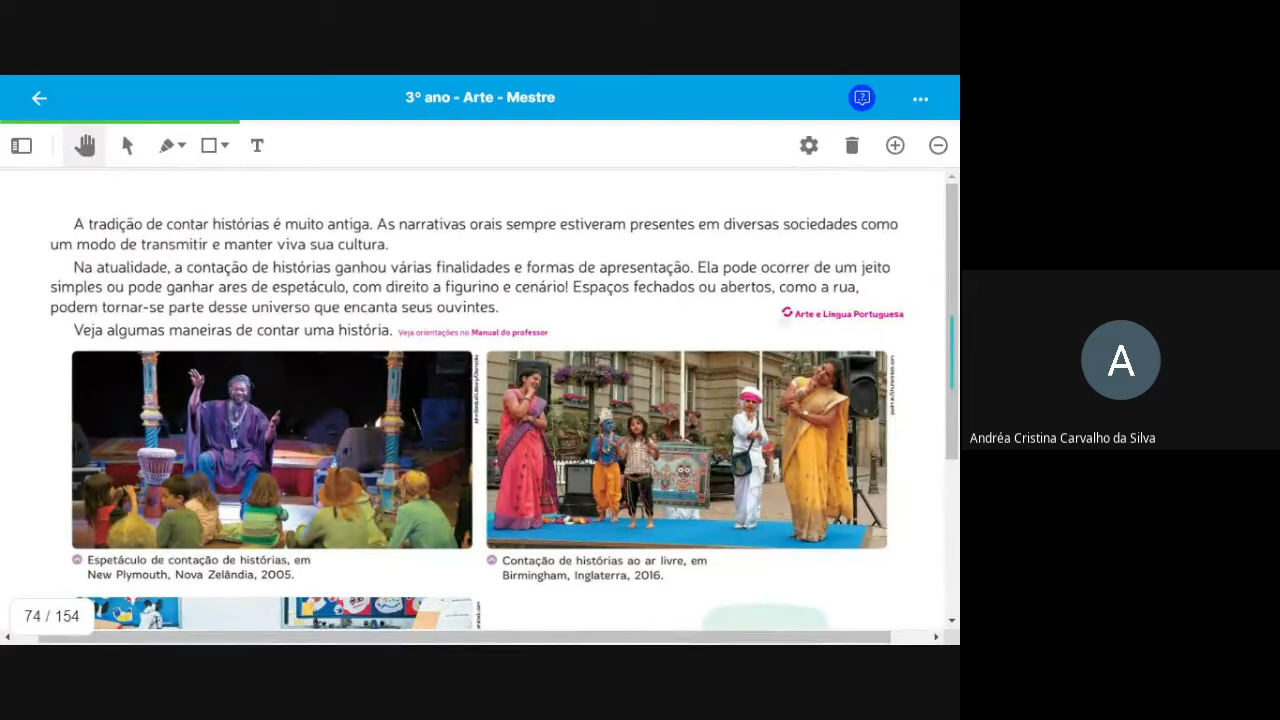 3º ano - Arte - Mestre
A tradição de contar histórias é muito antiga. As narrativas orais sempre estiveram presentes em diversas sociedades como
um modo de transmitir e manter viva sua cultura.
Na atualidade, a contação de histórias ganhou várias finalidades e formas de apresentação. Ela pode ocorrer de um jeito
simples ou pode ganhar ares de espetáculo, com direito a figurino e cenário! Espaços fechados ou abertos, como a rua,
podem tornar-se parte desse universo que encanta seus ouvintes.
Arte e Língua Portuguesa
Veja algumas maneiras de contar uma história. Veja orientações no Manual do professor
A
Andréa Cristina Carvalho da Silva
Espetáculo de contação de histórias, em
New Plymouth, Nova Zelândia, 2005.
Contação de histórias ao ar livre, em
Birmingham, Inglaterra, 2016.
74 / 154